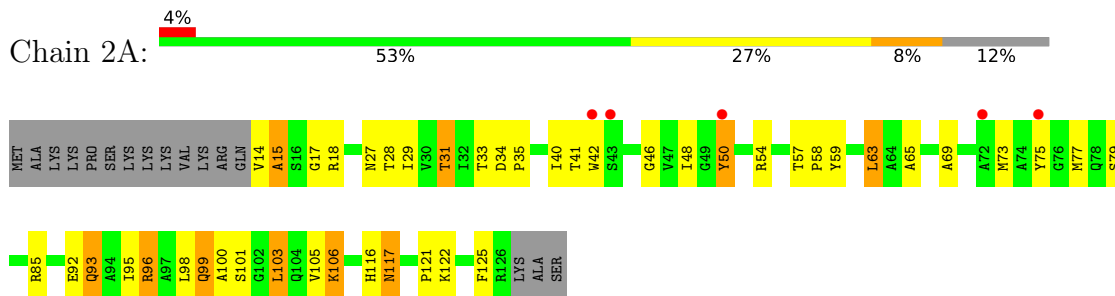 4%
Chain 2A:
53% 27% 8% 12%
MET ALA LYS LYS PRO SER LYS LYS LYS VAL LYS ARG GLN V14 A15 S16 G17 R18 N27 T28 I29 V30 T31 I32 T33 D34 P35 I40 T41 W42 S43 G46 V47 I48 G49 Y50 R54 T57 P58 Y59 L63 A64 A65 A69 A72 M73 A74 Y75 G76 M77 Q78 S79
R85 E92 Q93 A94 I95 R96 A97 L98 Q99 A100 S101 G102 L103 Q104 V105 K106 H116 N117 P121 K122 F125 R126 LYS ALA SER